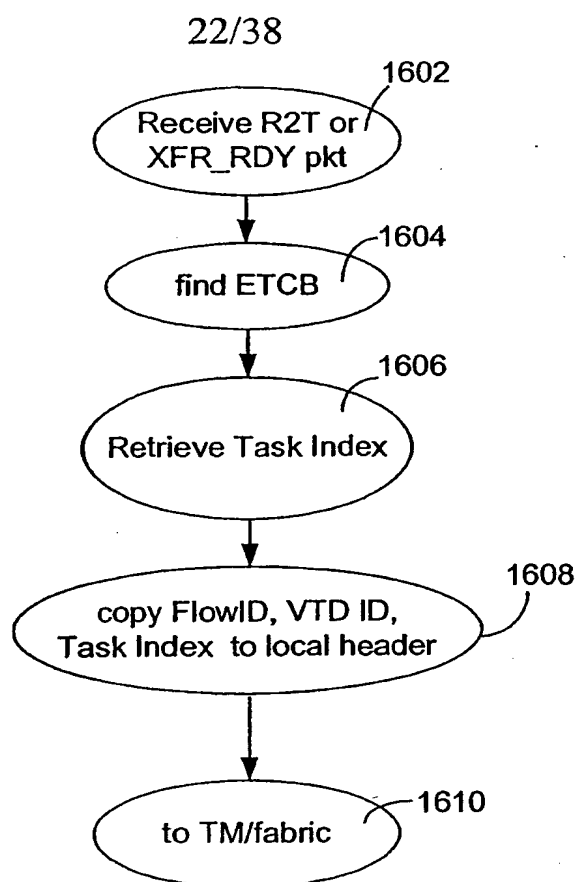 22/38
1602
Receive R2T or
XFR_RDY pkt
1604
find ETCB
1606
Retrieve Task Index
1608
copy FlowID, VTD ID,
Task Index to local header
1610
to TM/fabric